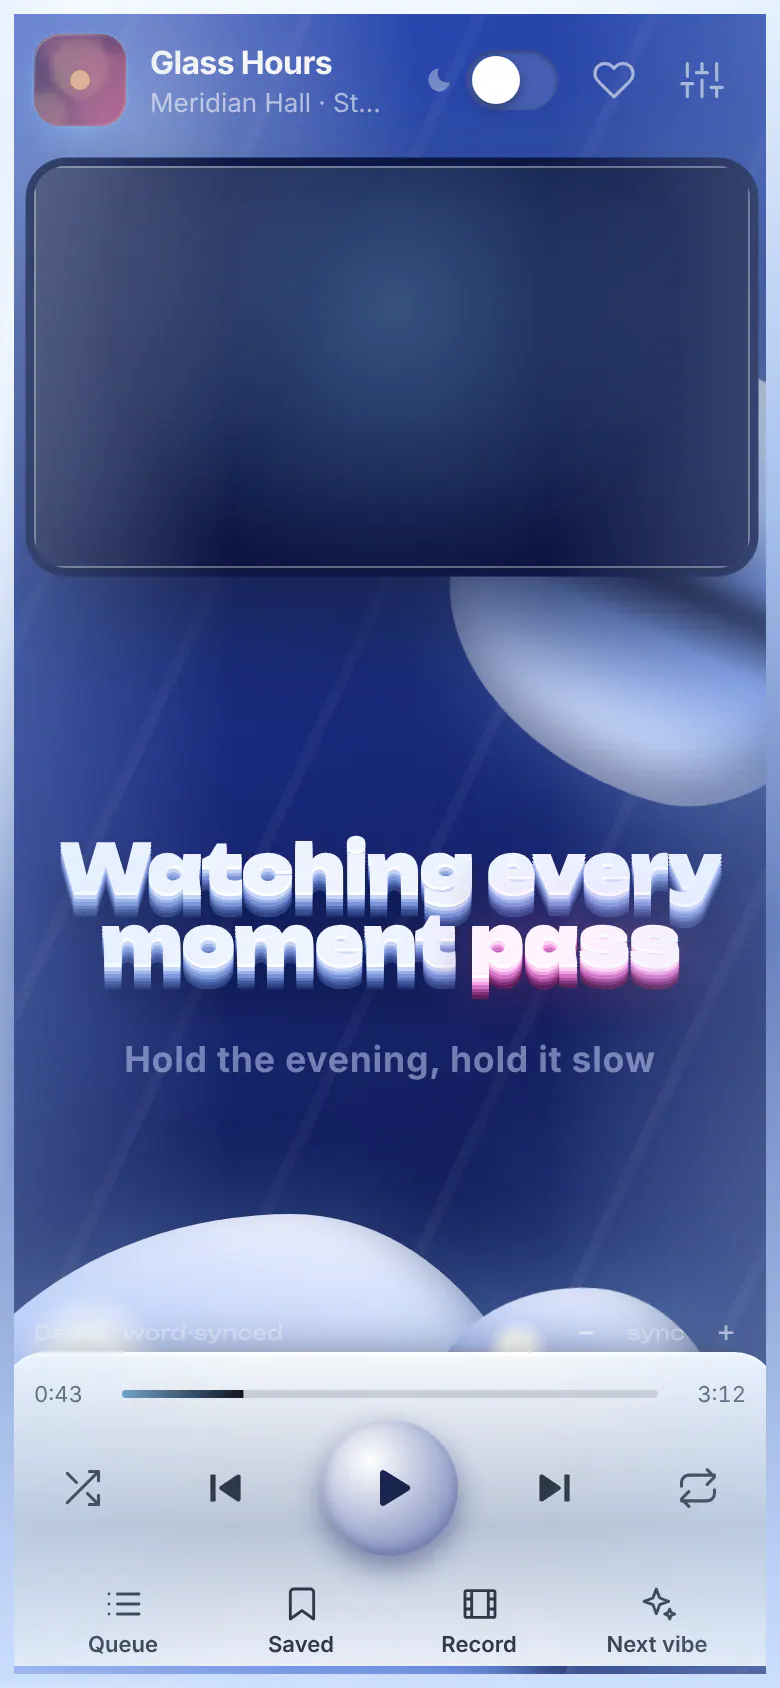 Glass Hours
Meridian Hall · St...
Watching every
moment pass
Hold the evening, hold it slow
word-synced
− sync +
0:43
3:12
Queue
Saved
Record
Next vibe